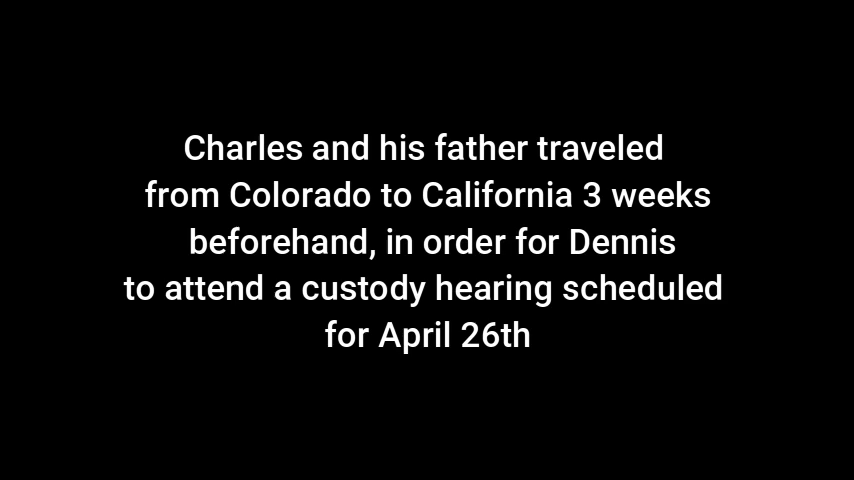 Charles and his father traveled
from Colorado to California 3 weeks
beforehand, in order for Dennis
to attend a custody hearing scheduled
for April 26th